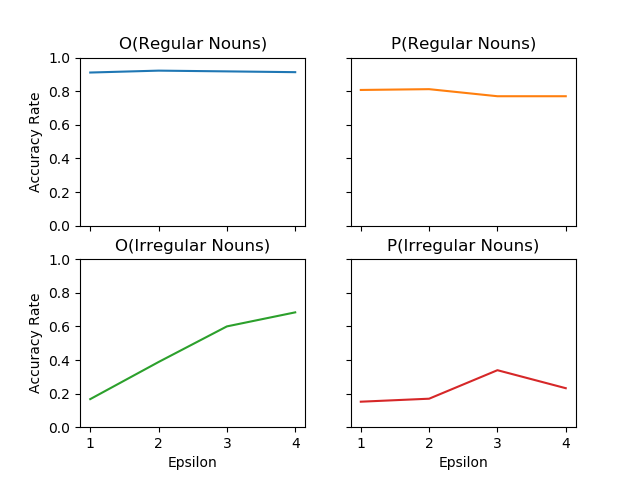 O(Regular Nouns)
P(Regular Nouns)
1.0
0.8
0.6
0.4
0.2
0.0
Accuracy Rate
O(Irregular Nouns)
P(Irregular Nouns)
1.0
0.8
0.6
0.4
0.2
0.0
Accuracy Rate
1 2 3 4
Epsilon
1 2 3 4
Epsilon